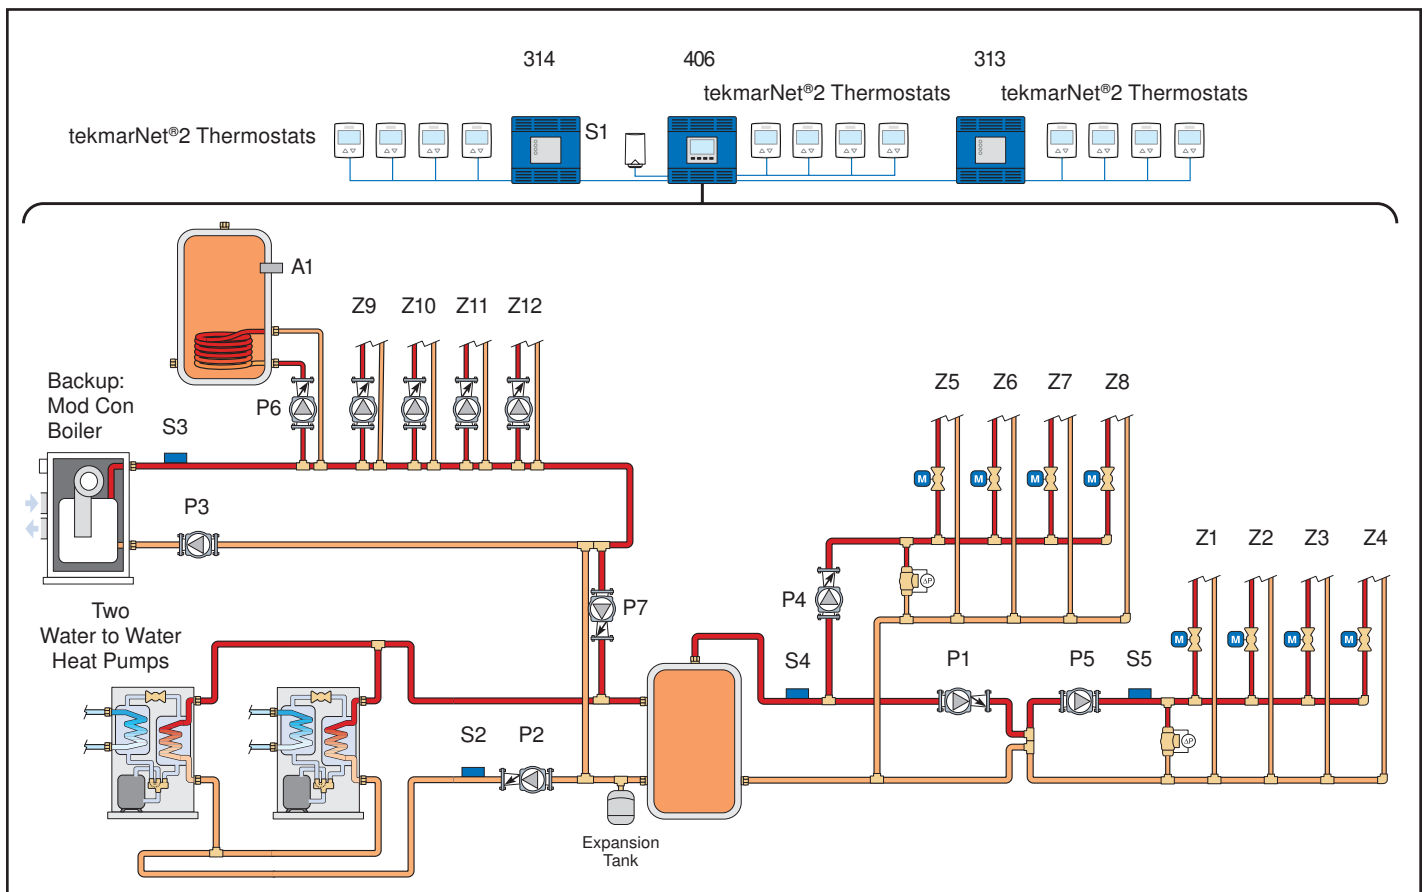 314
406
313
tekmarNet®2 Thermostats
tekmarNet®2 Thermostats
tekmarNet®2 Thermostats
S1
A1
Z9
Z10
Z11
Z12
Backup:
Mod Con
Boiler
S3
P6
Z5
Z6
Z7
Z8
M
M
M
M
P3
Z1
Z2
Z3
Z4
ΔP
P4
P7
Two
Water to Water
Heat Pumps
M
M
M
M
S4
P1
P5
S5
S2
P2
ΔP
Expansion
Tank